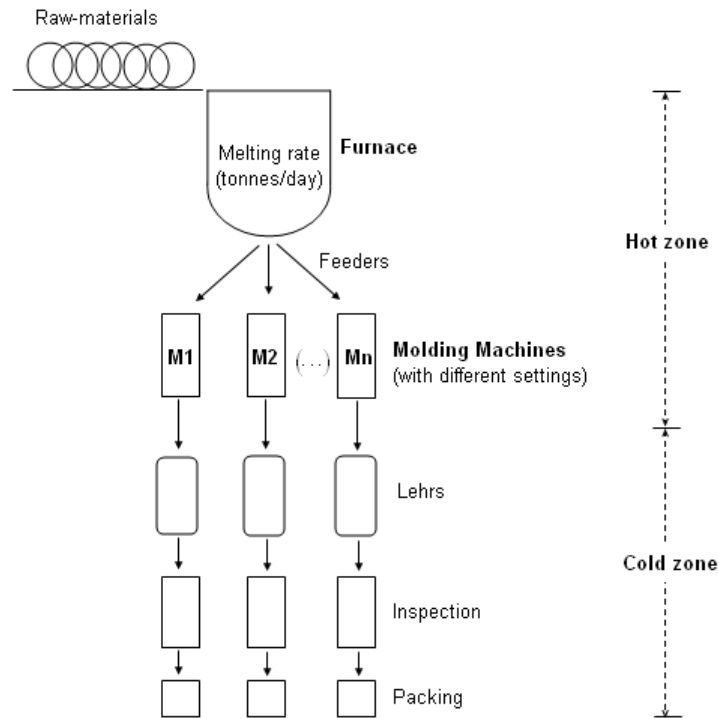 Raw-materials
Melting rate
(tonnes/day)
Furnace
Hot zone
Feeders
M1
M2
(...)
Mn
Molding Machines
(with different settings)
Lehrs
Cold zone
Inspection
Packing